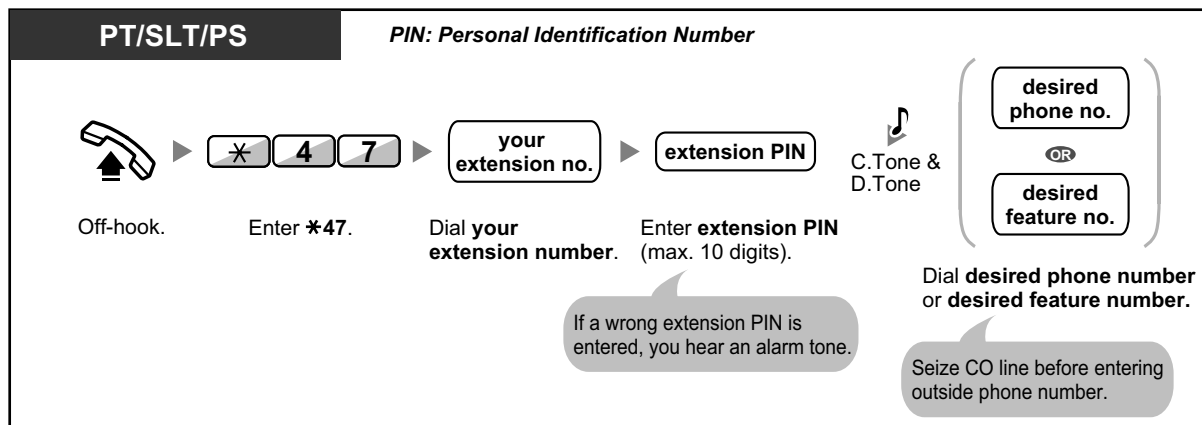 PT/SLT/PS
PIN: Personal Identification Number
* 4 7
your
extension no.
extension PIN
C.Tone &
D.Tone
desired
phone no.
OR
desired
feature no.
Off-hook.
Enter *47.
Dial your
extension number.
Enter extension PIN
(max. 10 digits).
If a wrong extension PIN is
entered, you hear an alarm tone.
Dial desired phone number
or desired feature number.
Seize CO line before entering
outside phone number.